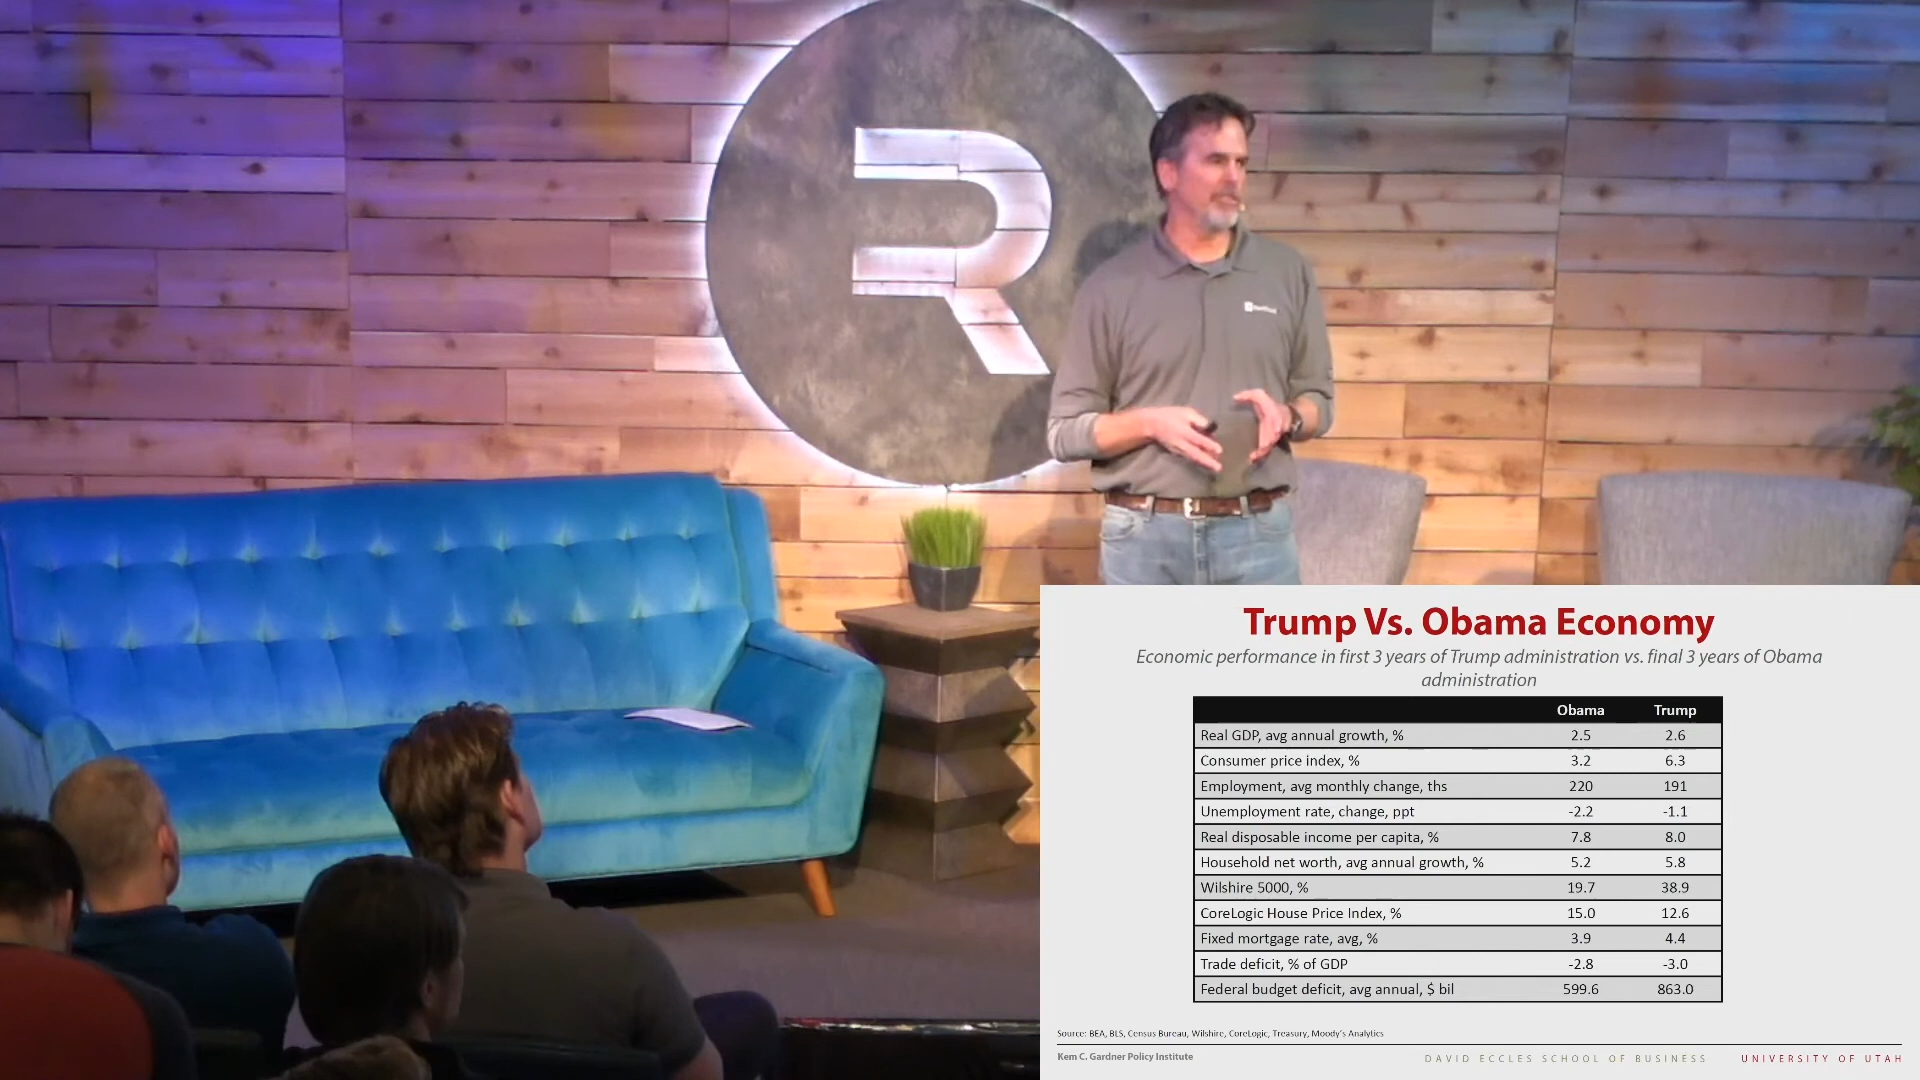 R
Trump Vs. Obama Economy
Economic performance in first 3 years of Trump administration vs. final 3 years of Obama
administration
Obama Trump
Real GDP, avg annual growth, % 2.5 2.6
Consumer price index, % 3.2 6.3
Employment, avg monthly change, ths 220 191
Unemployment rate, change, ppt -2.2 -1.1
Real disposable income per capita, % 7.8 8.0
Household net worth, avg annual growth, % 5.2 5.8
Wilshire 5000, % 19.7 38.9
CoreLogic House Price Index, % 15.0 12.6
Fixed mortgage rate, avg, % 3.9 4.4
Trade deficit, % of GDP -2.8 -3.0
Federal budget deficit, avg annual, $ bil 599.6 863.0
Source: BEA, BLS, Census Bureau, Wilshire, CoreLogic, Treasury, Moody's Analytics
Kem C. Gardner Policy Institute DAVID ECCLES SCHOOL OF BUSINESS UNIVERSITY OF UTAH